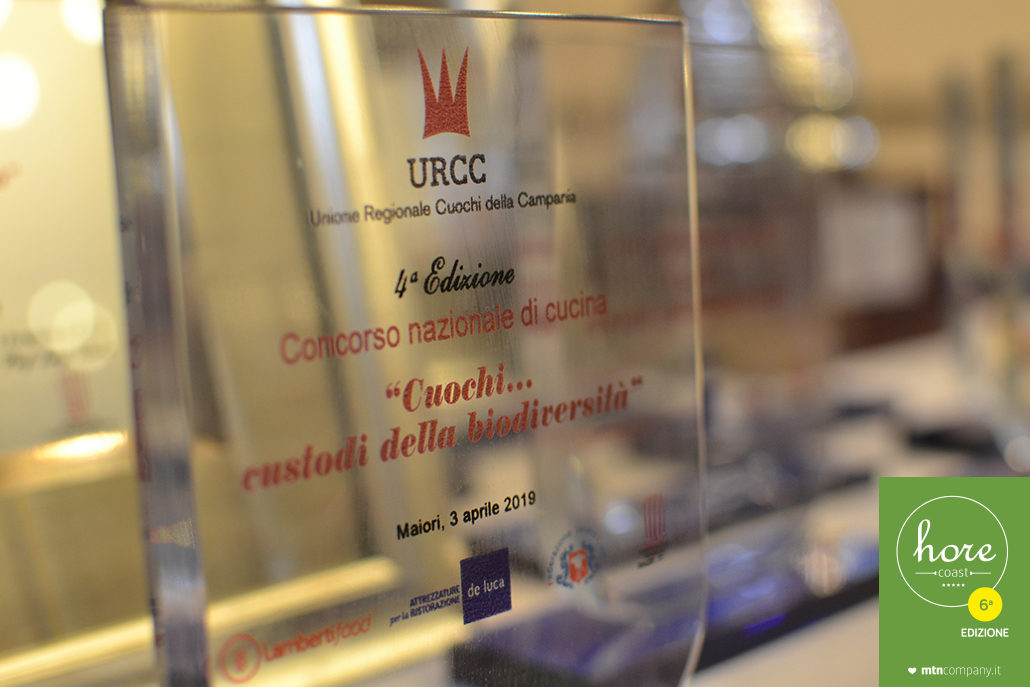 URCC
Unione Regionale Cuochi della Campania
4ª Edizione
Concorso nazionale di cucina
“Cuochi...
custodi della biodiversità“
Maiori, 3 aprile 2019
Lambertifood
ATTREZZATURE
per la RISTORAZIONE
de luca
hore
coast
6ª
EDIZIONE
mtncompany.it